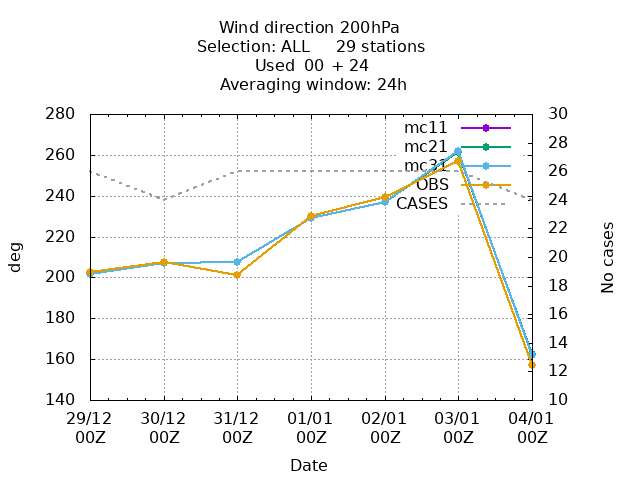 Wind direction 200hPa
Selection: ALL     29 stations
Used  00  + 24
Averaging window: 24h
280
260
240
220
200
180
160
140
30
28
26
24
22
20
18
16
14
12
10
mc11
mc21
mc31
OBS
CASES
deg
No cases
29/12 30/12 31/12 01/01 02/01 03/01 04/01
00Z 00Z 00Z 00Z 00Z 00Z 00Z
Date